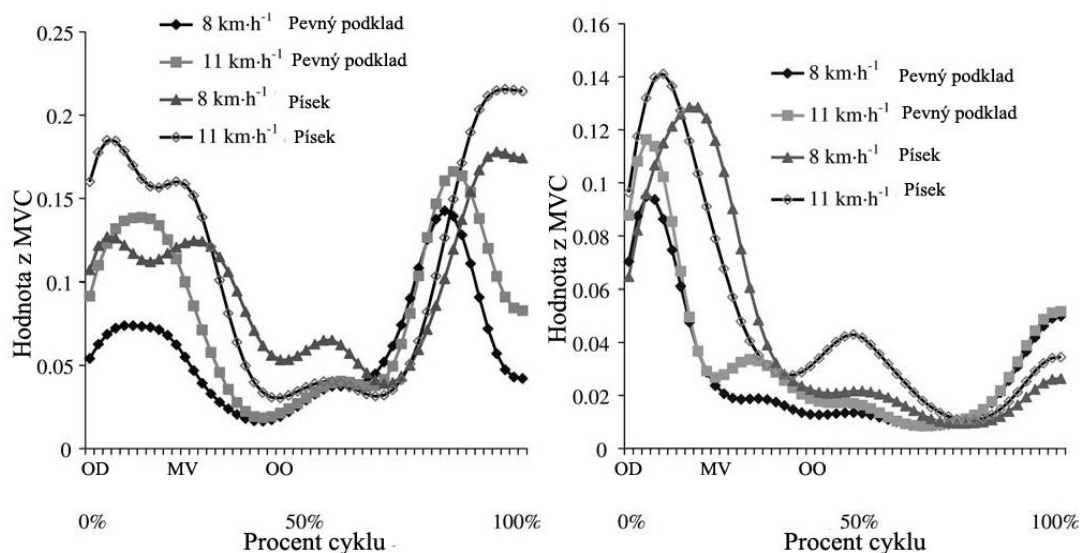 0.25
0.2
0.15
0.1
0.05
0
Hodnota z MVC
8 km·h⁻¹ Pevný podklad
11 km·h⁻¹ Pevný podklad
8 km·h⁻¹ Písek
11 km·h⁻¹ Písek
OD MV OO
0% 50% 100%
Procent cyklu
0.16
0.14
0.12
0.1
0.08
0.06
0.04
0.02
0
Hodnota z MVC
8 km·h⁻¹ Pevný podklad
11 km·h⁻¹ Pevný podklad
8 km·h⁻¹ Písek
11 km·h⁻¹ Písek
OD MV OO
0% 50% 100%
Procent cyklu